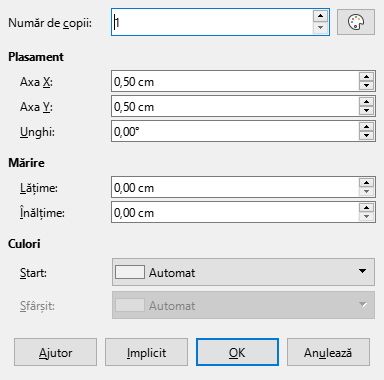 Număr de copii: 1
Plasament
Axa X: 0,50 cm
Axa Y: 0,50 cm
Unghi: 0,00°
Mărire
Lățime: 0,00 cm
Înălțime: 0,00 cm
Culori
Start: Automat
Sfârșit: Automat
Ajutor Implicit OK Anulează